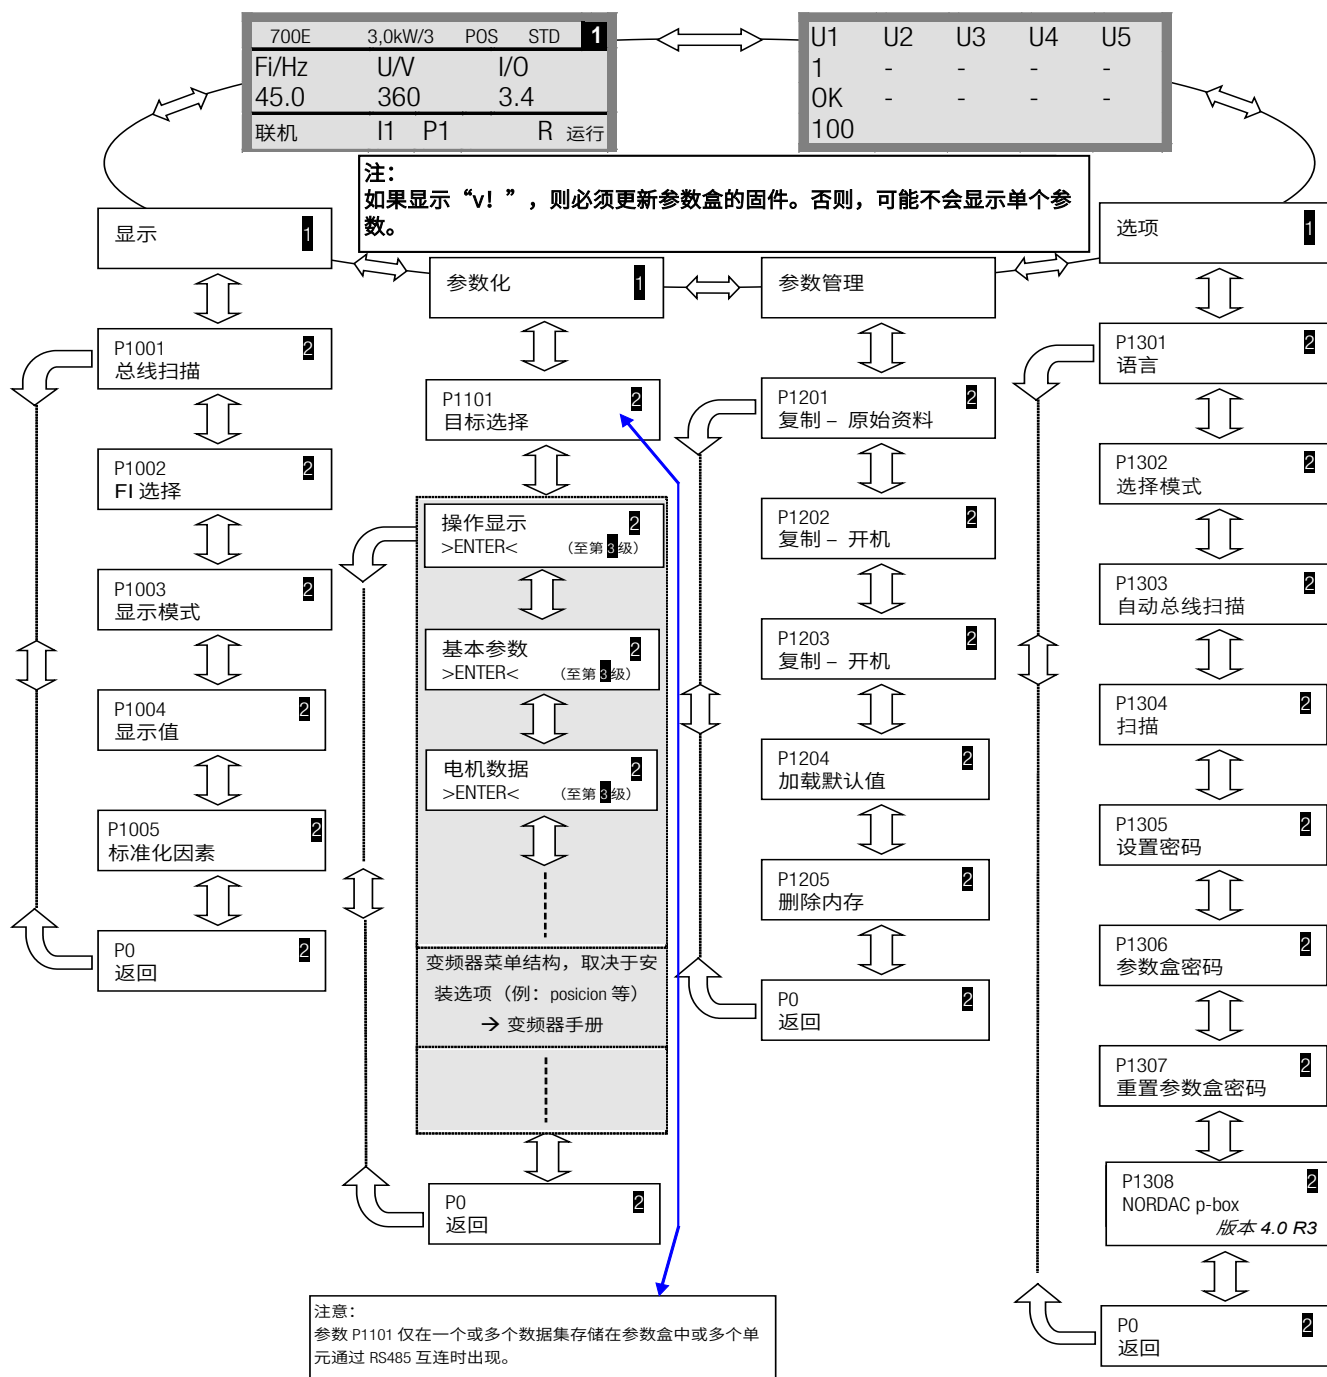 700E 3,0kW/3 POS STD 1
Fi/Hz U/V I/O
45.0 360 3.4
联机 I1 P1 R 运行
U1 U2 U3 U4 U5
1 - - - -
OK - - - -
100
注：
如果显示“v！”，则必须更新参数盒的固件。否则，可能不会显示单个参
数。
显示 1
P1001 2
总线扫描
P1002 2
FI 选择
P1003 2
显示模式
P1004 2
显示值
P1005 2
标准化因素
P0 2
返回
参数化 1
P1101 2
目标选择
操作显示 2
>ENTER< （至第3级）
基本参数 2
>ENTER< （至第3级）
电机数据 2
>ENTER< （至第3级）
变频器菜单结构，取决于安
装选项（例：posicion 等）
→ 变频器手册
P0 2
返回
参数管理
P1201 2
复制 – 原始资料
P1202 2
复制 – 开机
P1203 2
复制 – 开机
P1204 2
加载默认值
P1205 2
删除内存
P0 2
返回
选项 1
P1301 2
语言
P1302 2
选择模式
P1303 2
自动总线扫描
P1304 2
扫描
P1305 2
设置密码
P1306 2
参数盒密码
P1307 2
重置参数盒密码
P1308 2
NORDAC p-box
版本 4.0 R3
P0 2
返回
注意：
参数 P1101 仅在一个或多个数据集存储在参数盒中或多个单
元通过 RS485 互连时出现。